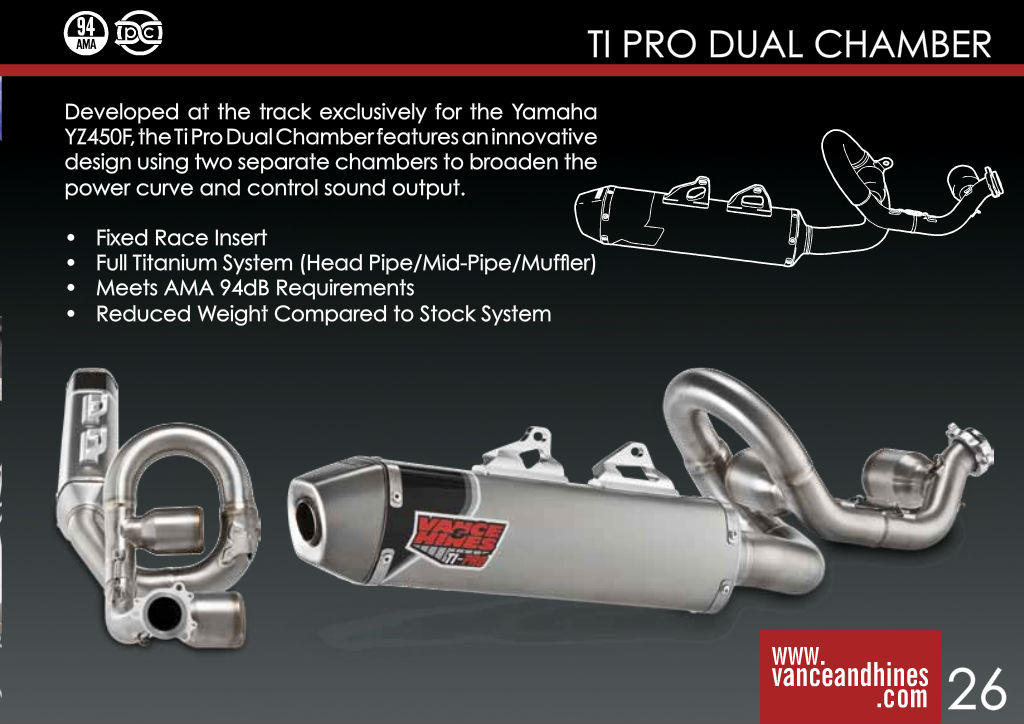 94
AMA
pc
TI PRO DUAL CHAMBER
Developed at the track exclusively for the Yamaha
YZ450F, the Ti Pro Dual Chamber features an innovative
design using two separate chambers to broaden the
power curve and control sound output.
• Fixed Race Insert
• Full Titanium System (Head Pipe/Mid-Pipe/Muffler)
• Meets AMA 94dB Requirements
• Reduced Weight Compared to Stock System
VANCE
HINES
TI-PRO
www.
vanceandhines
.com
26